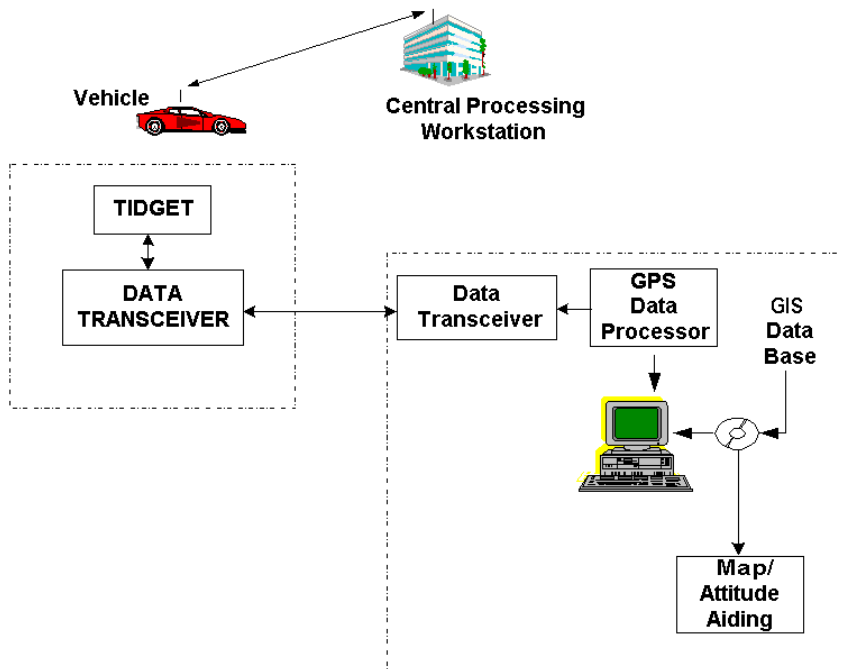 Vehicle
Central Processing
Workstation
TIDGET
DATA
TRANSCEIVER
Data
Transceiver
GPS
Data
Processor
GIS
Data
Base
Map/
Attitude
Aiding